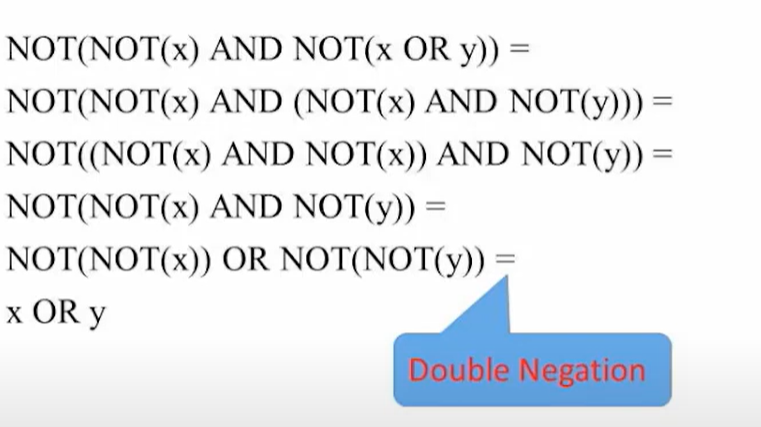 NOT(NOT(x) AND NOT(x OR y)) =
NOT(NOT(x) AND (NOT(x) AND NOT(y))) =
NOT((NOT(x) AND NOT(x)) AND NOT(y)) =
NOT(NOT(x) AND NOT(y)) =
NOT(NOT(x)) OR NOT(NOT(y)) =
x OR y
Double Negation